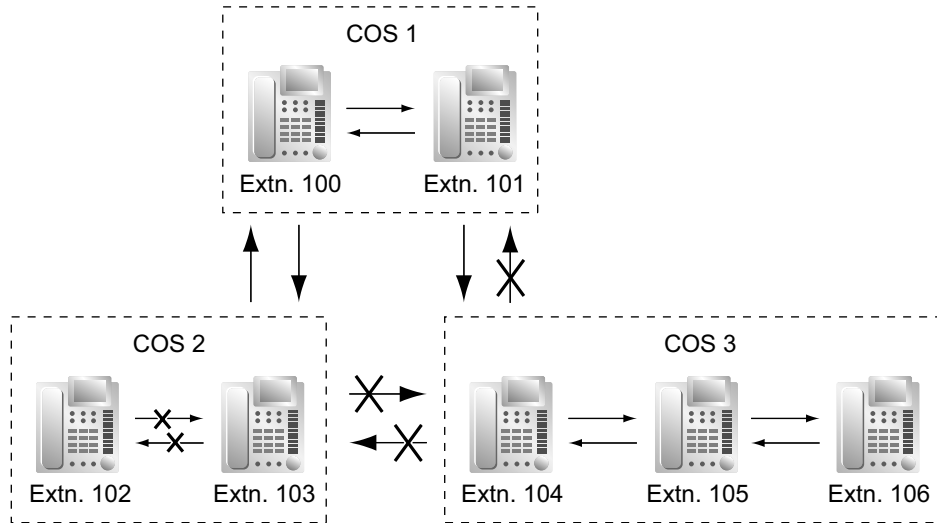 COS 1
Extn. 100
Extn. 101
COS 2
Extn. 102
Extn. 103
COS 3
Extn. 104
Extn. 105
Extn. 106